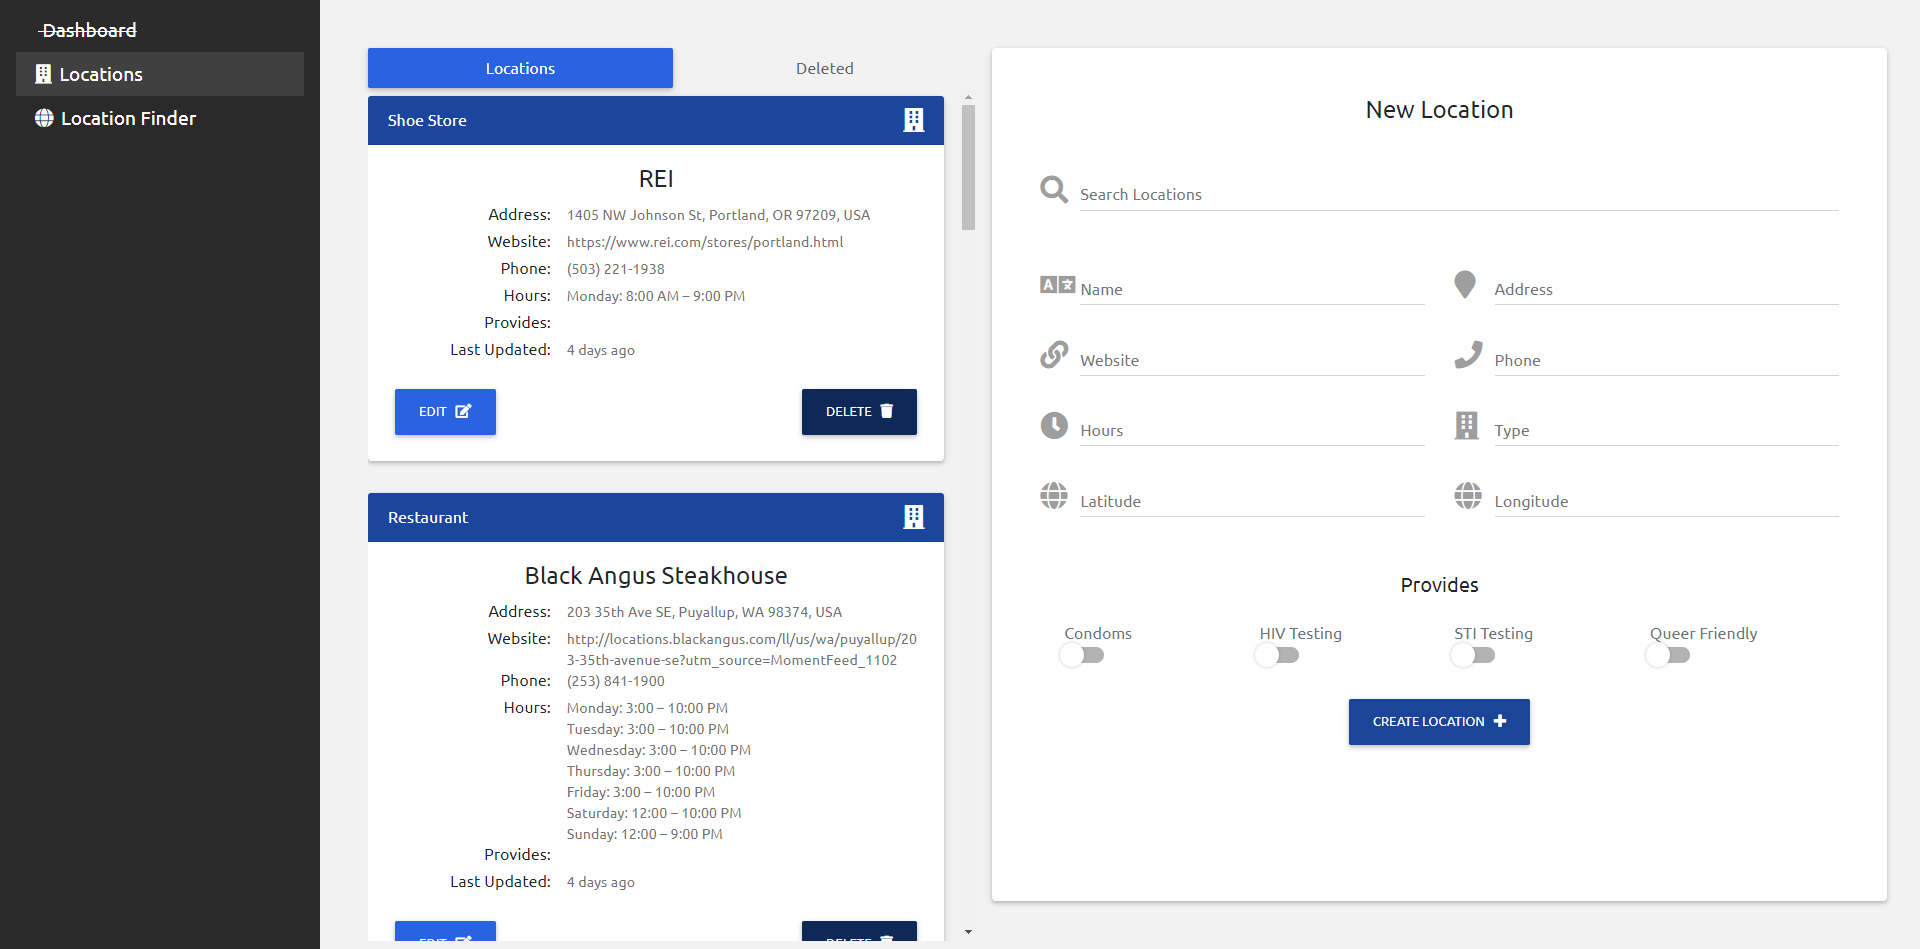 Dashboard
Locations
Location Finder
Locations
Deleted
Shoe Store
REI
Address: 1405 NW Johnson St, Portland, OR 97209, USA
Website: https://www.rei.com/stores/portland.html
Phone: (503) 221-1938
Hours: Monday: 8:00 AM – 9:00 PM
Provides:
Last Updated: 4 days ago
EDIT
DELETE
Restaurant
Black Angus Steakhouse
Address: 203 35th Ave SE, Puyallup, WA 98374, USA
Website: http://locations.blackangus.com/ll/us/wa/puyallup/20
3-35th-avenue-se?utm_source=MomentFeed_1102
Phone: (253) 841-1900
Hours: Monday: 3:00 – 10:00 PM
Tuesday: 3:00 – 10:00 PM
Wednesday: 3:00 – 10:00 PM
Thursday: 3:00 – 10:00 PM
Friday: 3:00 – 10:00 PM
Saturday: 12:00 – 10:00 PM
Sunday: 12:00 – 9:00 PM
Provides:
Last Updated: 4 days ago
EDIT
DELETE
New Location
Search Locations
Name
Address
Website
Phone
Hours
Type
Latitude
Longitude
Provides
Condoms
HIV Testing
STI Testing
Queer Friendly
CREATE LOCATION